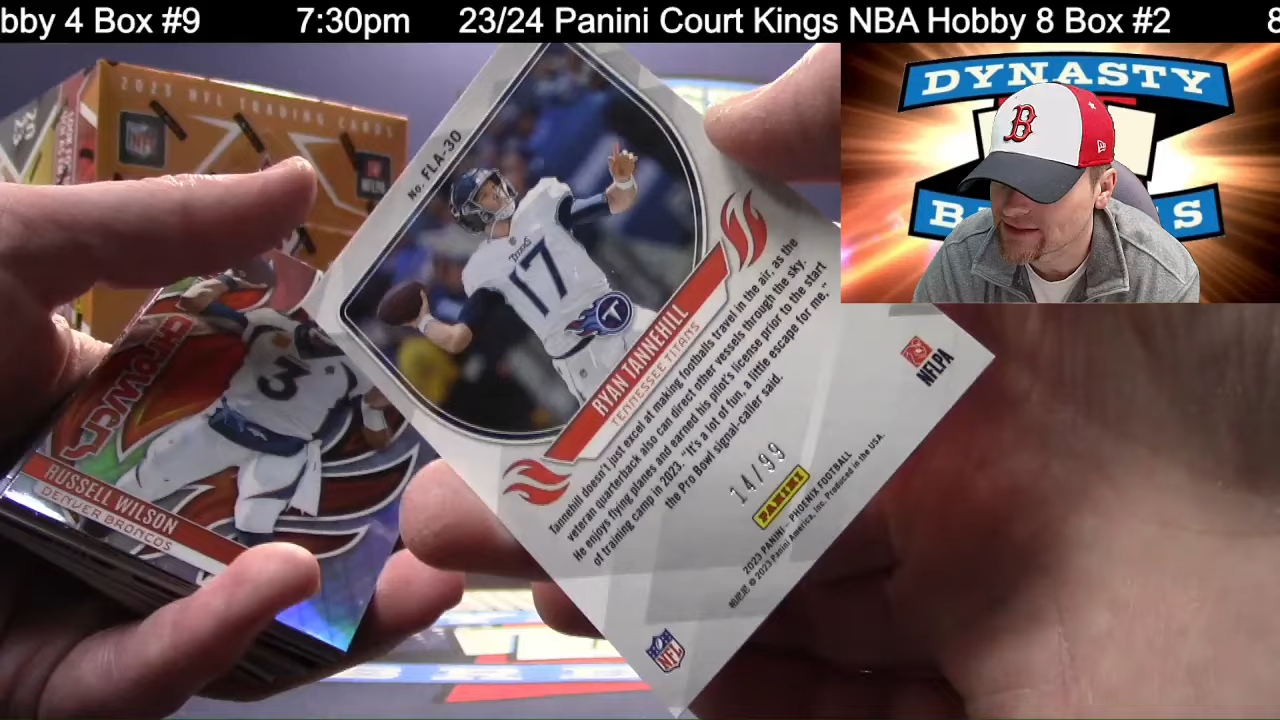 bby 4 Box #9 7:30pm 23/24 Panini Court Kings NBA Hobby 8 Box #2 8
2023 NFL TRADING CARDS
NFL
DYNASTY
B
No. FLA-30
TITANS
17
RYAN TANNEHILL
TENNESSEE TITANS
Tannehill doesn't just excel at making footballs travel in the air, as the
veteran quarterback also can direct other vessels through the sky.
He enjoys flying planes and earned his pilot's license prior to the start
of training camp in 2023. "It's a lot of fun, a little escape for me,"
the Pro Bowl signal-caller said.
14/99
PANINI
2023 PANINI – PHOENIX FOOTBALL
© 2023 Panini America, Inc. Produced in the USA.
NFLPA
NFL
3
RUSSELL WILSON
DENVER BRONCOS